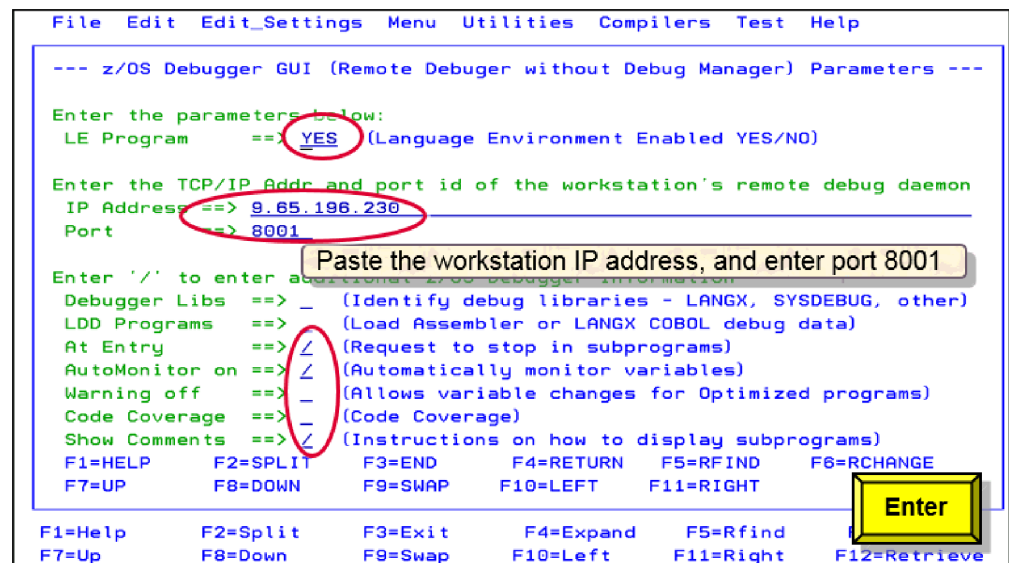 File Edit Edit_Settings Menu Utilities Compilers Test Help
--- z/OS Debugger GUI (Remote Debuger without Debug Manager) Parameters ---
Enter the parameters below:
LE Program ==> YES (Language Environment Enabled YES/NO)
Enter the TCP/IP Addr and port id of the workstation's remote debug daemon
IP Address ==> 9.65.196.230
Port ==> 8001
Paste the workstation IP address, and enter port 8001
Enter '/' to enter additional z/OS Debugger information
Debugger Libs ==> _ (Identify debug libraries - LANGX, SYSDEBUG, other)
LDD Programs ==> _ (Load Assembler or LANGX COBOL debug data)
At Entry ==> / (Request to stop in subprograms)
AutoMonitor on ==> / (Automatically monitor variables)
Warning off ==> _ (Allows variable changes for Optimized programs)
Code Coverage ==> _ (Code Coverage)
Show Comments ==> / (Instructions on how to display subprograms)
F1=HELP F2=SPLIT F3=END F4=RETURN F5=RFIND F6=RCHANGE
F7=UP F8=DOWN F9=SWAP F10=LEFT F11=RIGHT
Enter
F1=Help F2=Split F3=Exit F4=Expand F5=Rfind
F7=Up F8=Down F9=Swap F10=Left F11=Right F12=Retrieve